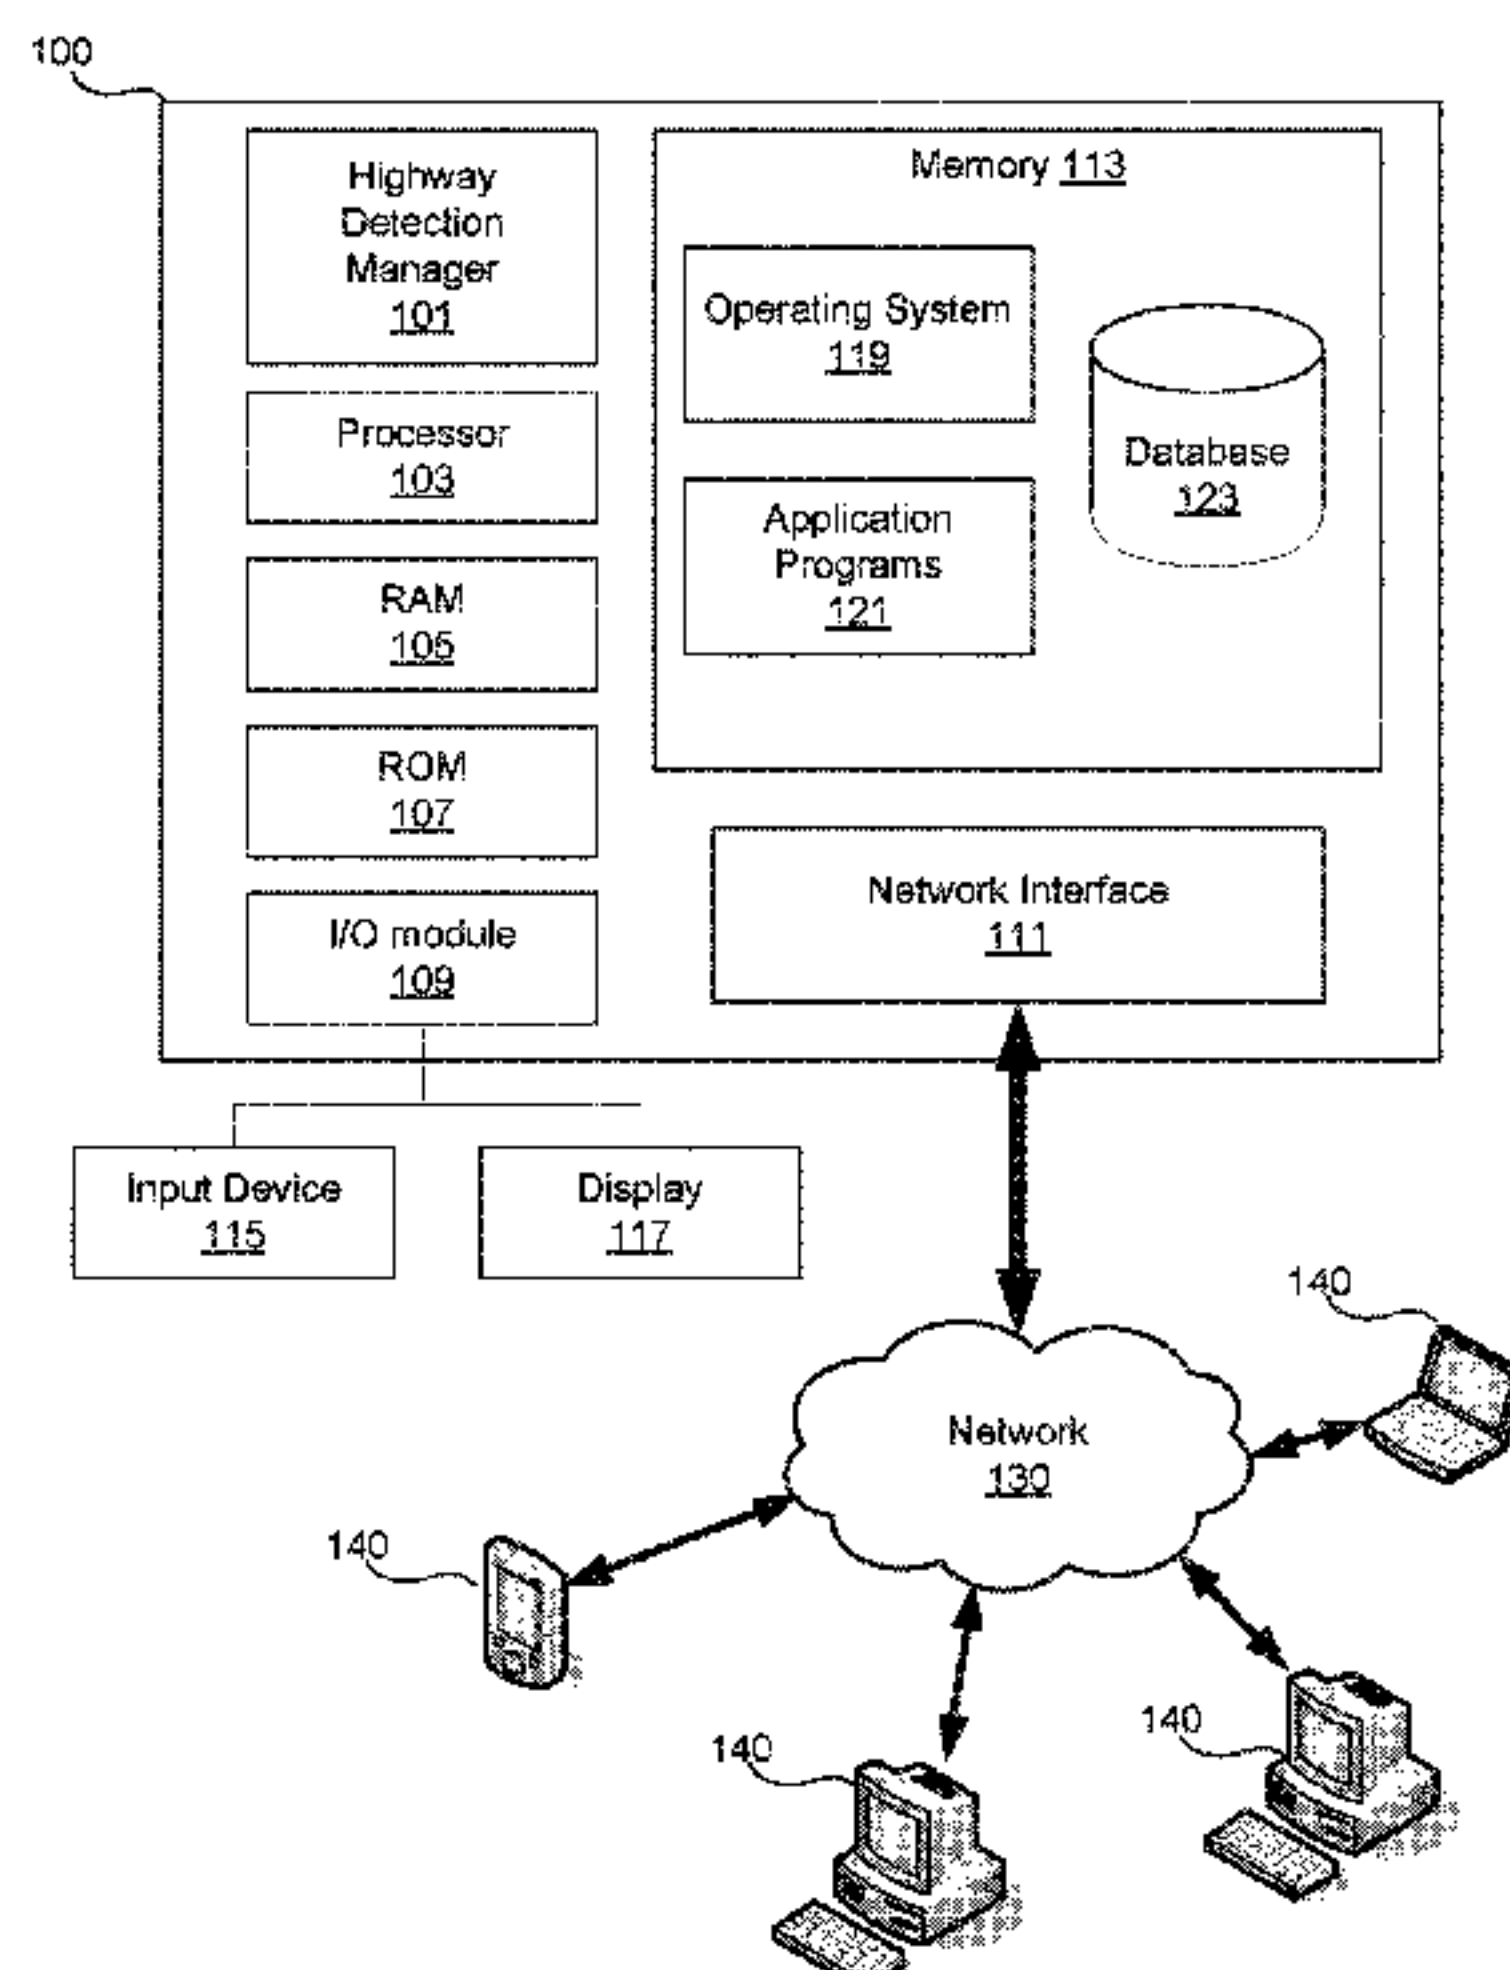 100
Highway
Detection
Manager
101
Processor
103
RAM
105
ROM
107
I/O module
109
Memory 113
Operating System
119
Application
Programs
121
Database
123
Network Interface
111
Input Device
115
Display
117
Network
130
140
140
140
140